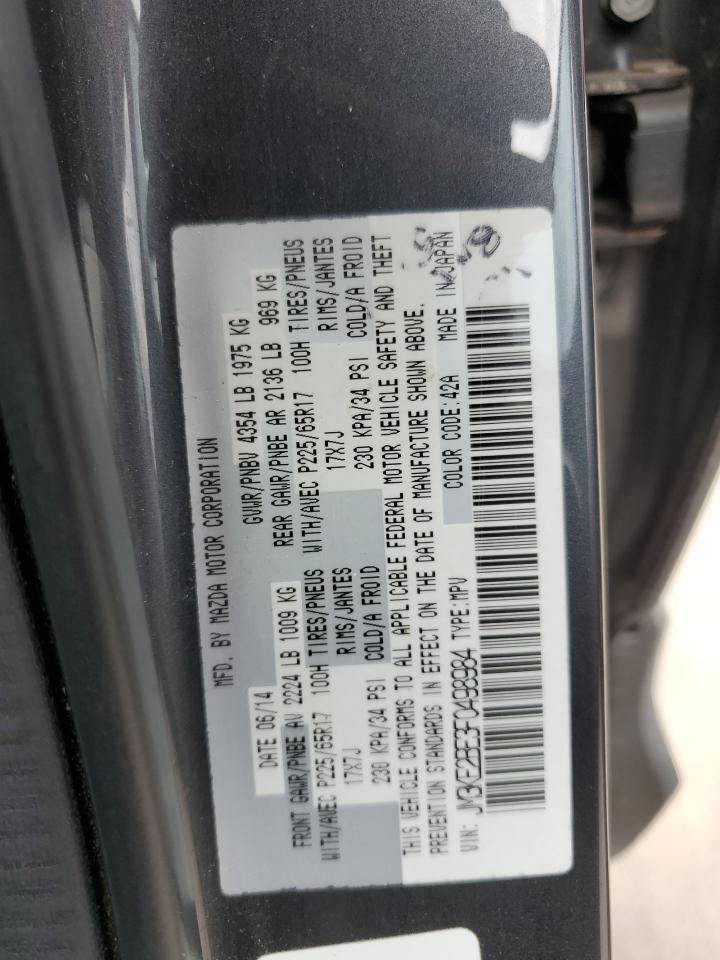 MFD. BY MAZDA MOTOR CORPORATION
DATE 06/14 GVWR/PNBV 4354 LB 1975 KG
FRONT GAWR/PNBE AV 2224 LB 1009 KG REAR GAWR/PNBE AR 2136 LB 969 KG
WITH/AVEC P225/65R17 100H TIRES/PNEUS WITH/AVEC P225/65R17 100H TIRES/PNEUS
17X7J RIMS/JANTES 17X7J RIMS/JANTES
230 KPA/34 PSI COLD/A FROID 230 KPA/34 PSI COLD/A FROID
THIS VEHICLE CONFORMS TO ALL APPLICABLE FEDERAL MOTOR VEHICLE SAFETY AND THEFT
PREVENTION STANDARDS IN EFFECT ON THE DATE OF MANUFACTURE SHOWN ABOVE.
VIN: JM3KE2BE3F0498984 TYPE:MPV COLOR CODE:42A MADE IN JAPAN